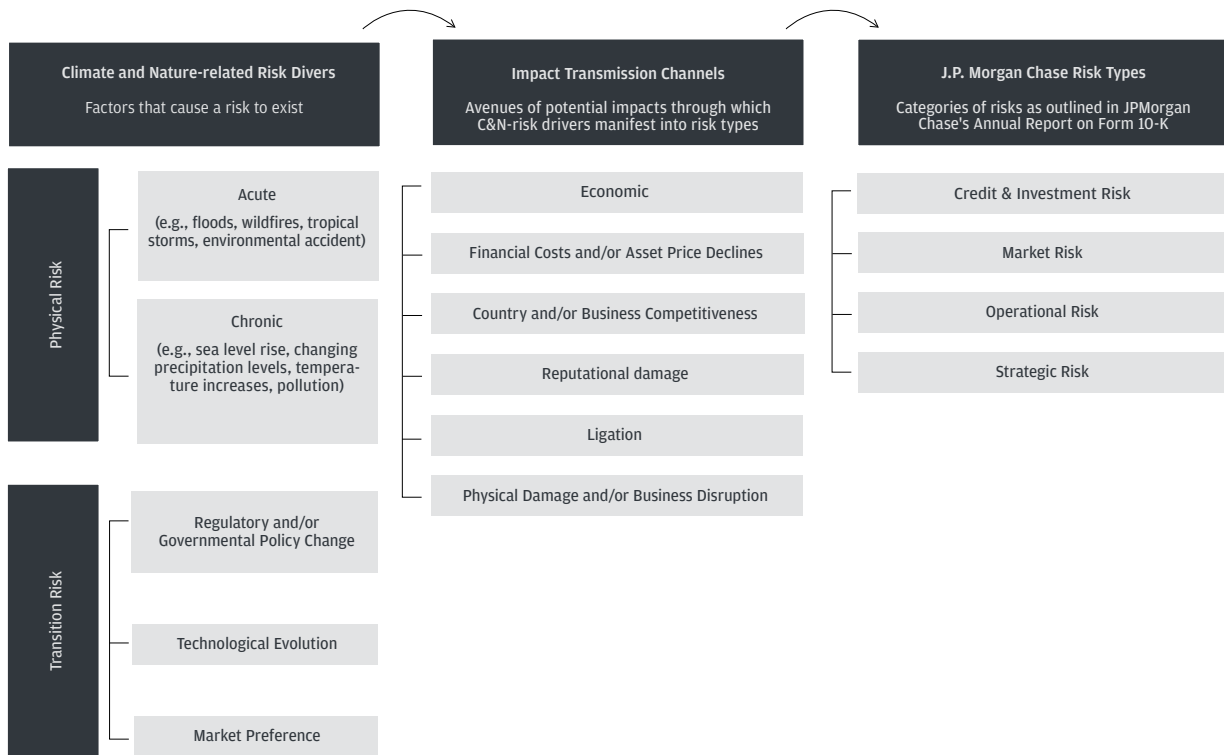 Climate and Nature-related Risk Divers
Factors that cause a risk to exist
Impact Transmission Channels
Avenues of potential impacts through which
C&N-risk drivers manifest into risk types
J.P. Morgan Chase Risk Types
Categories of risks as outlined in JPMorgan
Chase's Annual Report on Form 10-K
Physical Risk
Acute
(e.g., floods, wildfires, tropical
storms, environmental accident)
Chronic
(e.g., sea level rise, changing
precipitation levels, tempera-
ture increases, pollution)
Transition Risk
Regulatory and/or
Governmental Policy Change
Technological Evolution
Market Preference
Economic
Financial Costs and/or Asset Price Declines
Country and/or Business Competitiveness
Reputational damage
Ligation
Physical Damage and/or Business Disruption
Credit & Investment Risk
Market Risk
Operational Risk
Strategic Risk